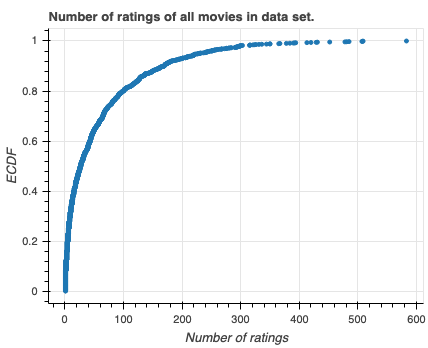 Number of ratings of all movies in data set.
1
0.8
0.6
0.4
0.2
0
ECDF
0 100 200 300 400 500 600
Number of ratings